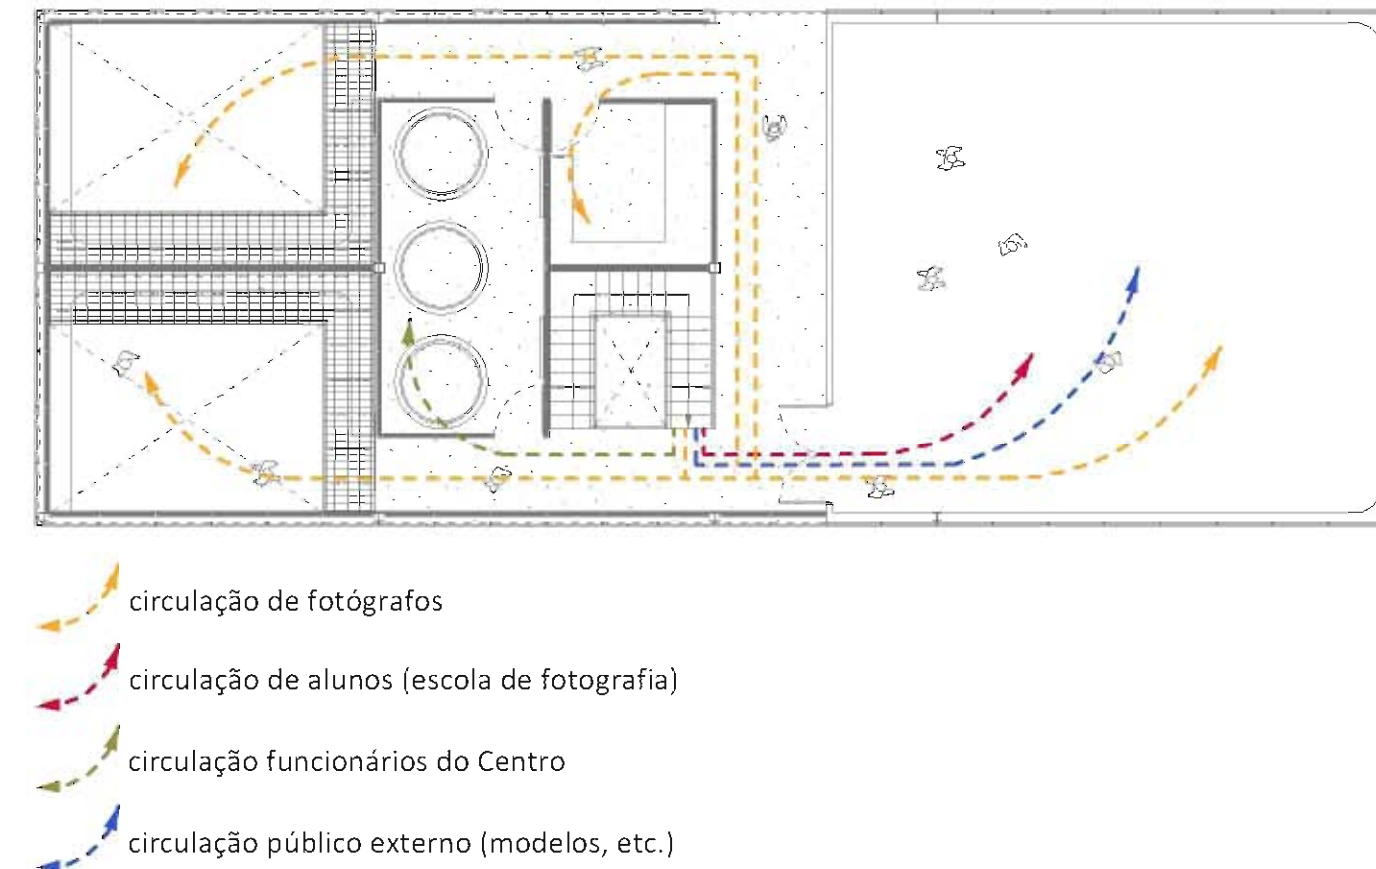 circulação de fotógrafos
circulação de alunos (escola de fotografia)
circulação funcionários do Centro
circulação público externo (modelos, etc.)